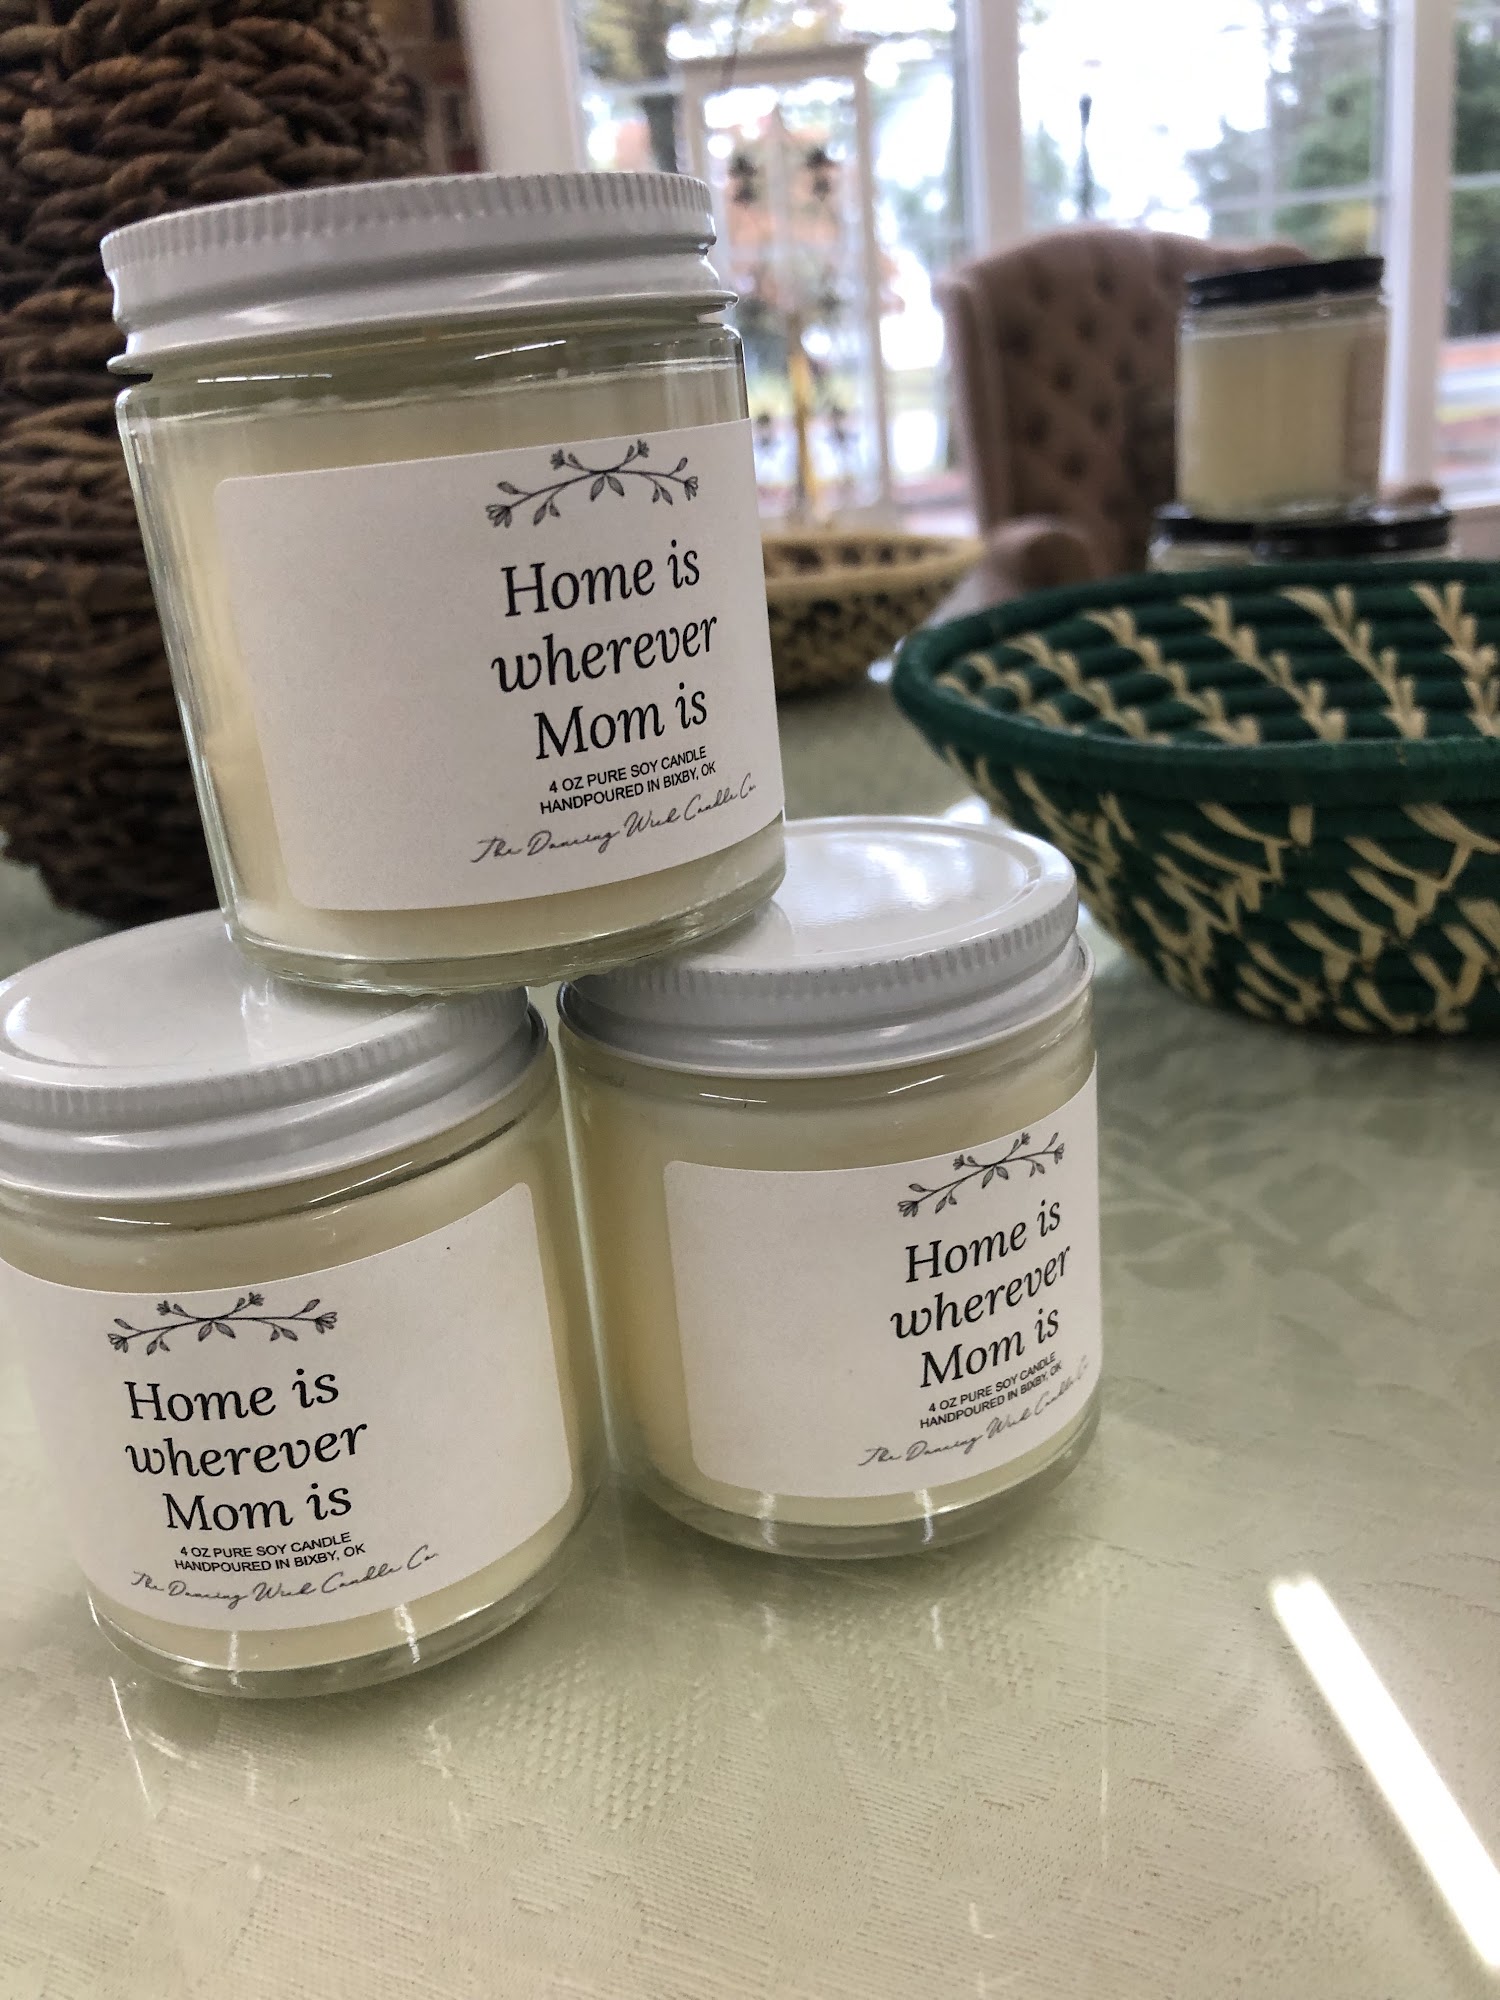 Home is
wherever
Mom is
4 OZ PURE SOY CANDLE
HANDPOURED IN BIXBY, OK
The Dancing Wick Candle Co.
Home is
wherever
Mom is
4 OZ PURE SOY CANDLE
HANDPOURED IN BIXBY, OK
The Dancing Wick Candle Co.
Home is
wherever
Mom is
4 OZ PURE SOY CANDLE
HANDPOURED IN BIXBY, OK
The Dancing Wick Candle C